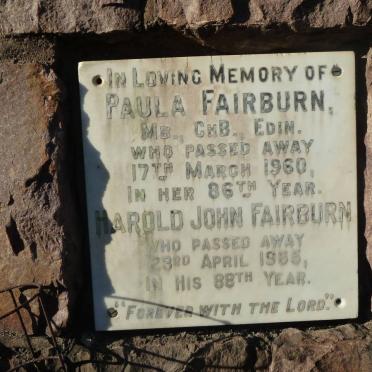 In Loving Memory of
Paula Fairburn,
Mb., ChB., Edin.
who passed away
17th March 1960,
in her 86th Year.
Harold John Fairburn
who passed away
23rd April
in His 88th Year.
"Forever with the Lord".